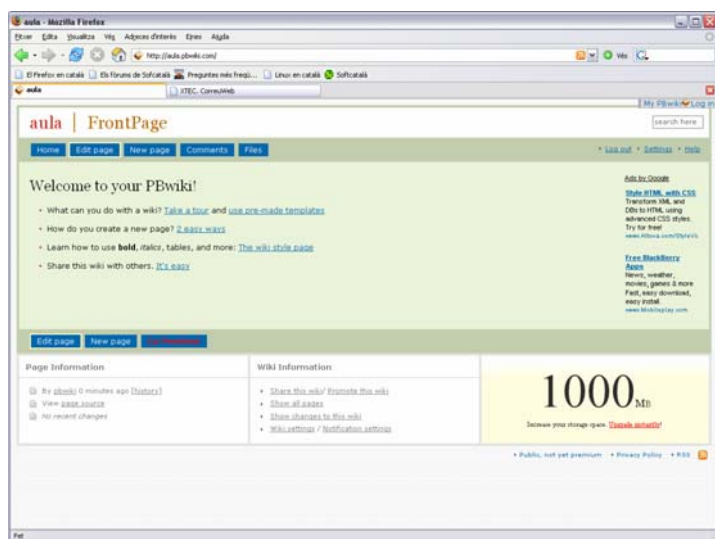 aula - Mozilla Firefox
Fitxer Edita Visualitza Vés Adreces d'interès Eines Ajuda
http://aula.pbwiki.com/ Vés
El Firefox en català Els fòrums de Softcatalà Preguntes més freqü... Linux en català Softcatalà
aula XTEC. Correu Web
My PBwiki Log in
aula | FrontPage search here
Home Edit page New page Comments Files Log out • Settings • Help
Welcome to your PBwiki!
• What can you do with a wiki? Take a tour and use pre-made templates
• How do you create a new page? 2 easy ways
• Learn how to use bold, italics, tables, and more: The wiki style page
• Share this wiki with others. It's easy
Ads by Google
Style HTML with CSS
Transform XML and
DBs to HTML using
advanced CSS styles.
Try for free!
Free BlackBerry
Apps
News, weather,
movies, games & more
Fast, easy download,
easy install.
www.Mobileplay.com
Edit page New page
Page Information
By pbwiki 0 minutes ago [history]
View page source
No recent changes
Wiki Information
• Share this wiki/ Promote this wiki
• Show all pages
• Show changes to this wiki
• Wiki settings / Notification settings
1000 MB
Increase your storage space. Upgrade instantly!
• Public, not yet premium • Privacy Policy • RSS
Fet